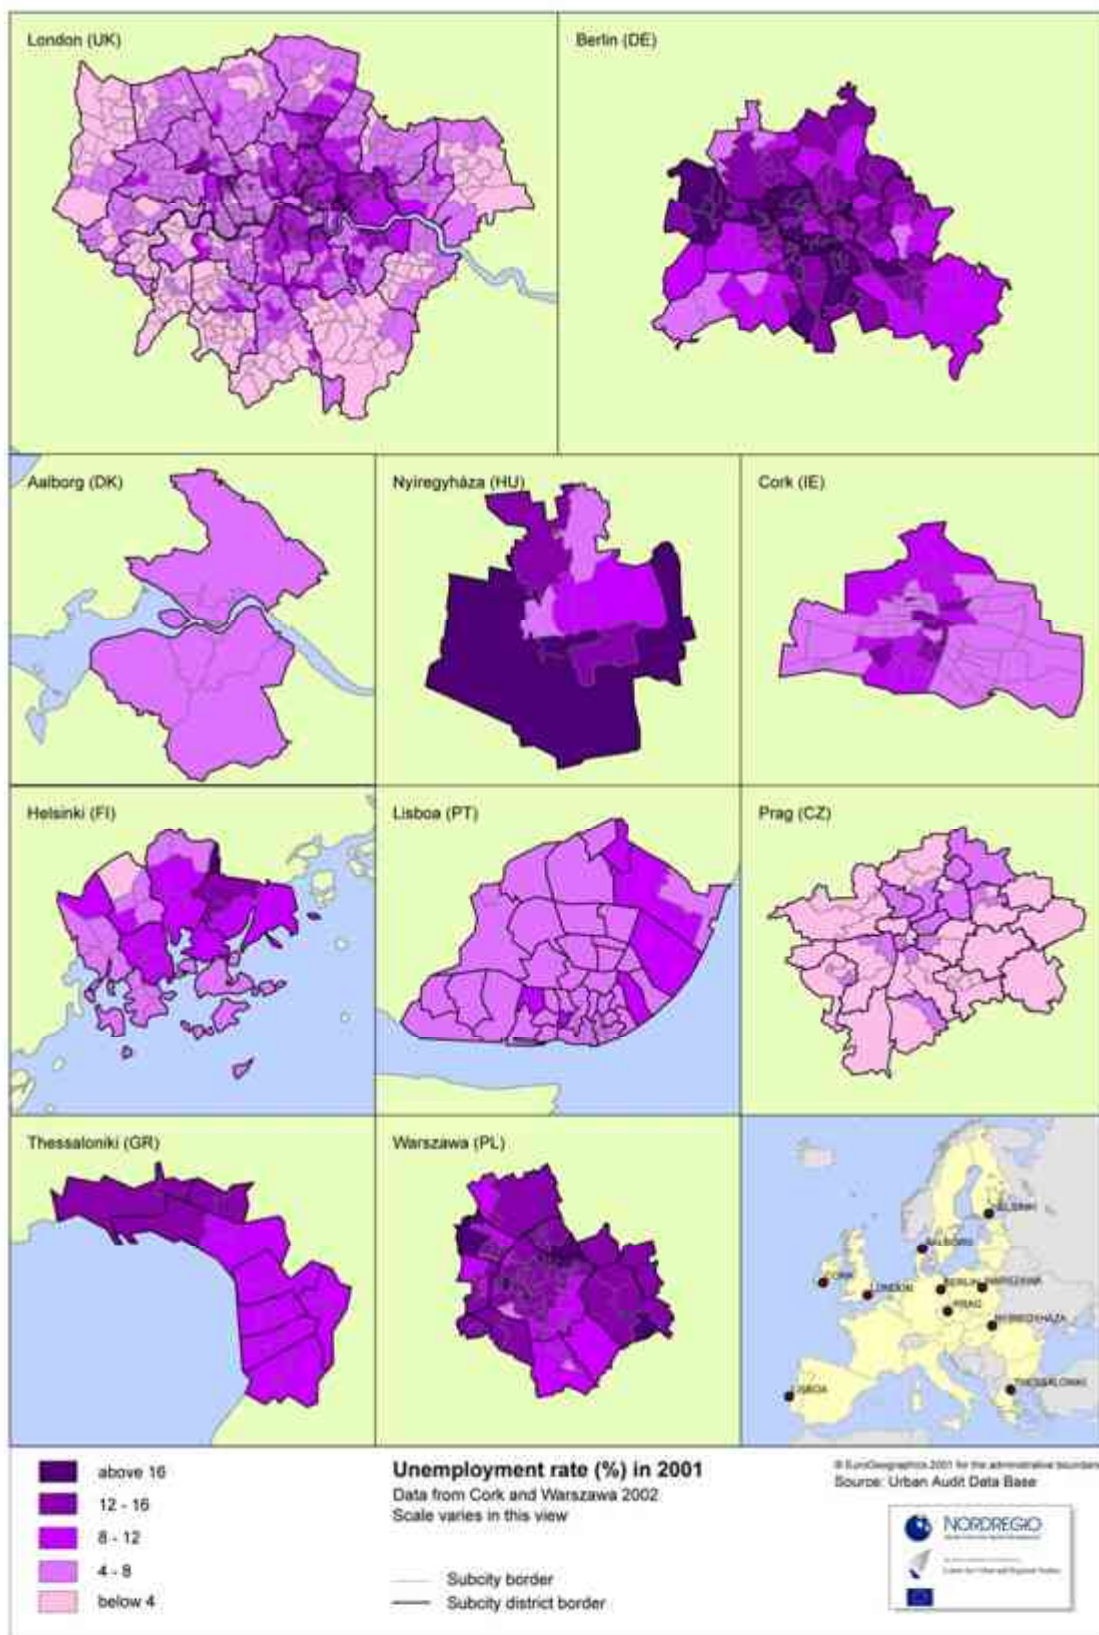 London (UK)
Berlin (DE)
Aalborg (DK)
Nyíregyháza (HU)
Cork (IE)
Helsinki (FI)
Lisboa (PT)
Prag (CZ)
Thessaloniki (GR)
Warszawa (PL)
HELSINKI
AALBORG
CORK
LONDON
BERLIN
WARSZAWA
PRAG
NYIREGYHÁZA
LISBOA
THESSALONIKI
above 16
12 - 16
8 - 12
4 - 8
below 4
Unemployment rate (%) in 2001
Data from Cork and Warszawa 2002
Scale varies in this view
Subcity border
Subcity district border
© EuroGeographics 2001 for the administrative boundari
Source: Urban Audit Data Base
NORDREGIO